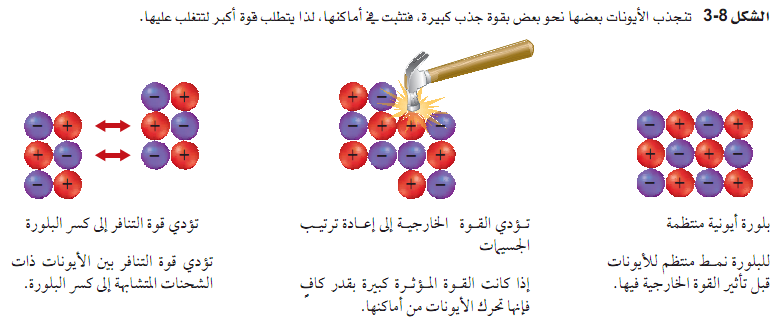 الشكل 8-3 تنجذب الأيونات بعضها نحو بعض بقوة جذب كبيرة، فتثبت في أماكنها، لذا يتطلب قوة أكبر لتتغلب عليها.
بلورة أيونية منتظمة
للبلورة نمط منتظم للأيونات
قبل تأثير القوة الخارجية فيها.
تؤدي القوة الخارجية إلى إعادة ترتيب
الجسيمات
إذا كانت القوة المؤثرة كبيرة بقدر كافٍ
فإنها تحرك الأيونات من أماكنها.
تؤدي قوة التنافر إلى كسر البلورة
تؤدي قوة التنافر بين الأيونات ذات
الشحنات المتشابهة إلى كسر البلورة.